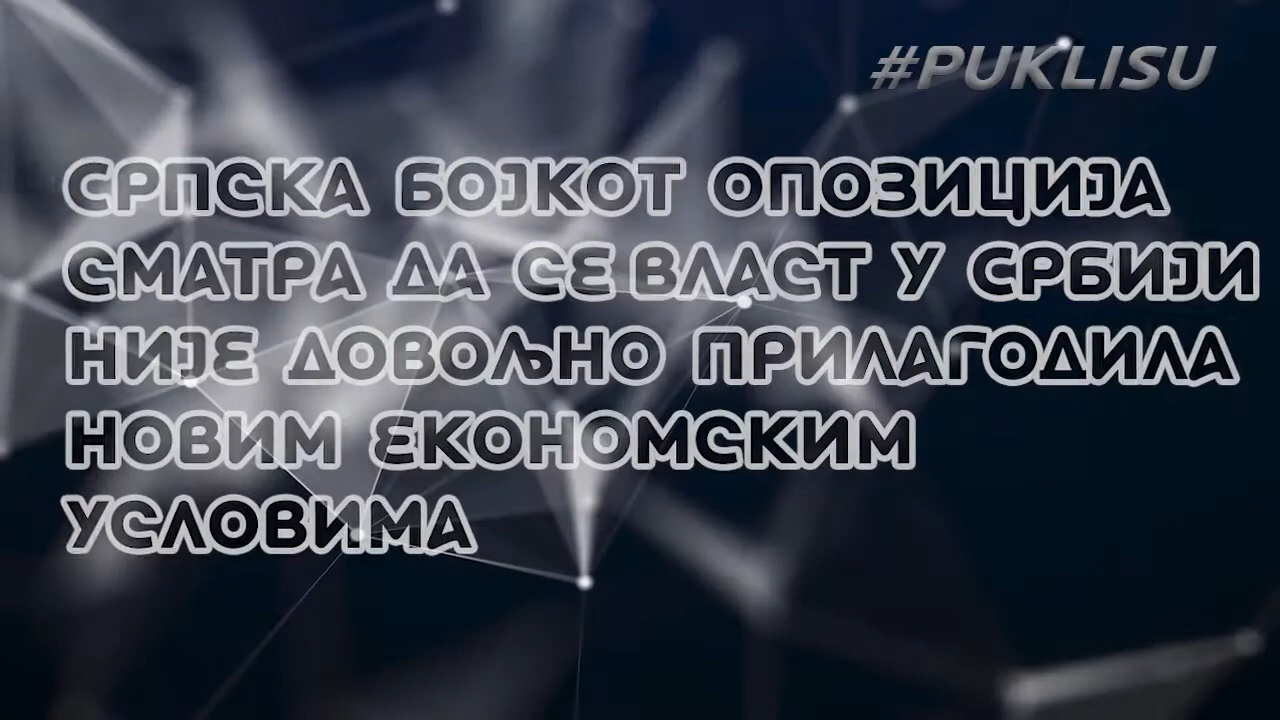 #PUKLISU
СРПСКА БОЈКОТ ОПОЗИЦИЈА
СМАТРА ДА СЕ ВЛАСТ У СРБИЈИ
НИЈЕ ДОВОЉНО ПРИЛАГОДИЛА
НОВИМ ЕКОНОМСКИМ
УСЛОВИМА